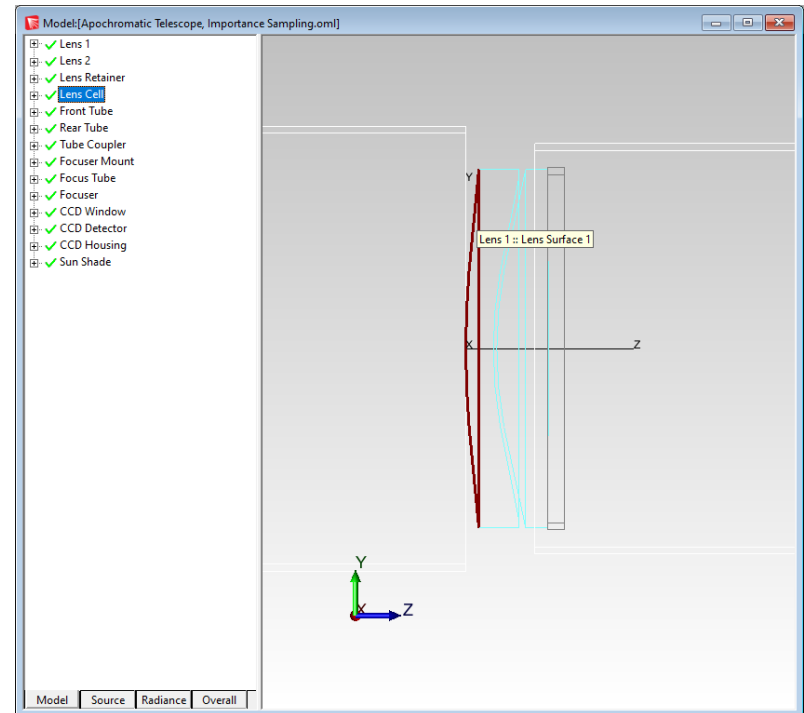 Model:[Apochromatic Telescope, Importance Sampling.oml]
Lens 1
Lens 2
Lens Retainer
Lens Cell
Front Tube
Rear Tube
Tube Coupler
Focuser Mount
Focus Tube
Focuser
CCD Window
CCD Detector
CCD Housing
Sun Shade
Y
Lens 1 :: Lens Surface 1
X
Z
Y
X
Z
Model Source Radiance Overall